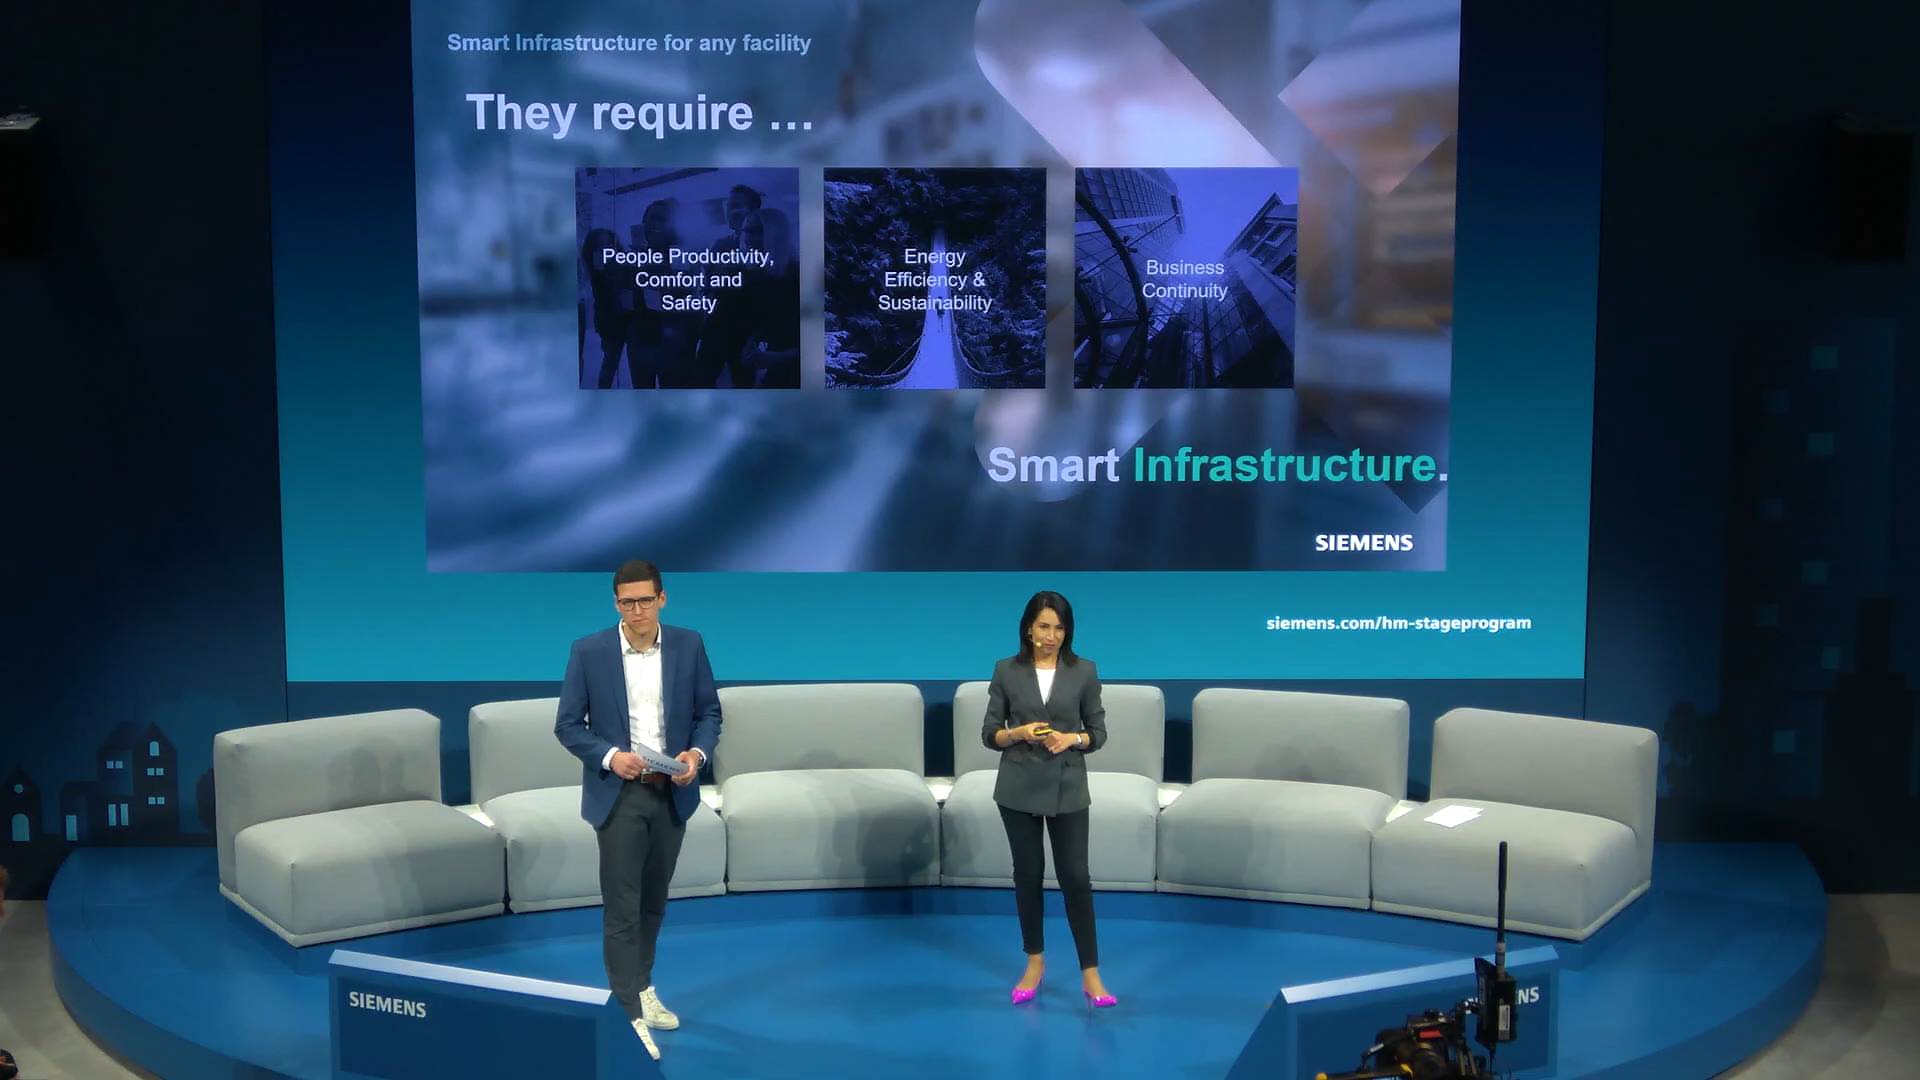 Smart Infrastructure for any facility
They require …
People Productivity,
Comfort and
Safety
Energy
Efficiency &
Sustainability
Business
Continuity
Smart Infrastructure.
SIEMENS
siemens.com/hm-stageprogram
SIEMENS
SIEMENS
NS